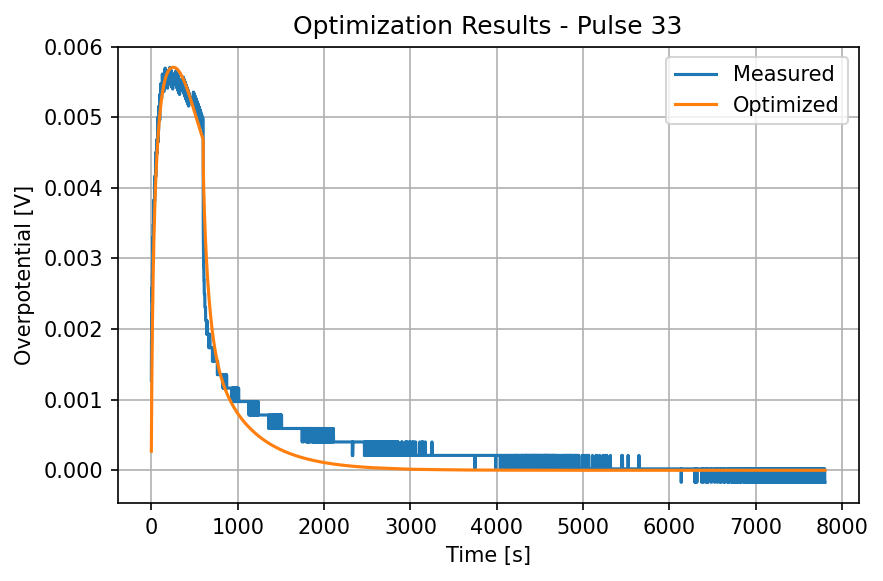 Optimization Results - Pulse 33
Measured
Optimized
Overpotential [V]
0.006
0.005
0.004
0.003
0.002
0.001
0.000
0 1000 2000 3000 4000 5000 6000 7000 8000
Time [s]